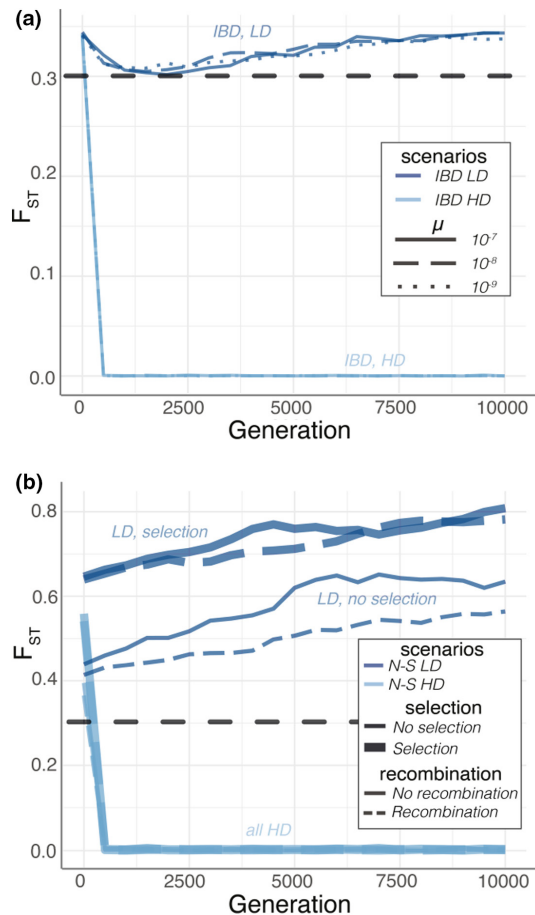 (a)
IBD, LD
0.3
0.2
0.1
0.0
F_ST
scenarios
IBD LD
IBD HD
μ
10^-7
10^-8
10^-9
IBD, HD
0 2500 5000 7500 10000
Generation
(b)
0.8
0.6
0.4
0.2
0.0
F_ST
LD, selection
LD, no selection
scenarios
N-S LD
N-S HD
selection
No selection
Selection
recombination
No recombination
Recombination
all HD
0 2500 5000 7500 10000
Generation